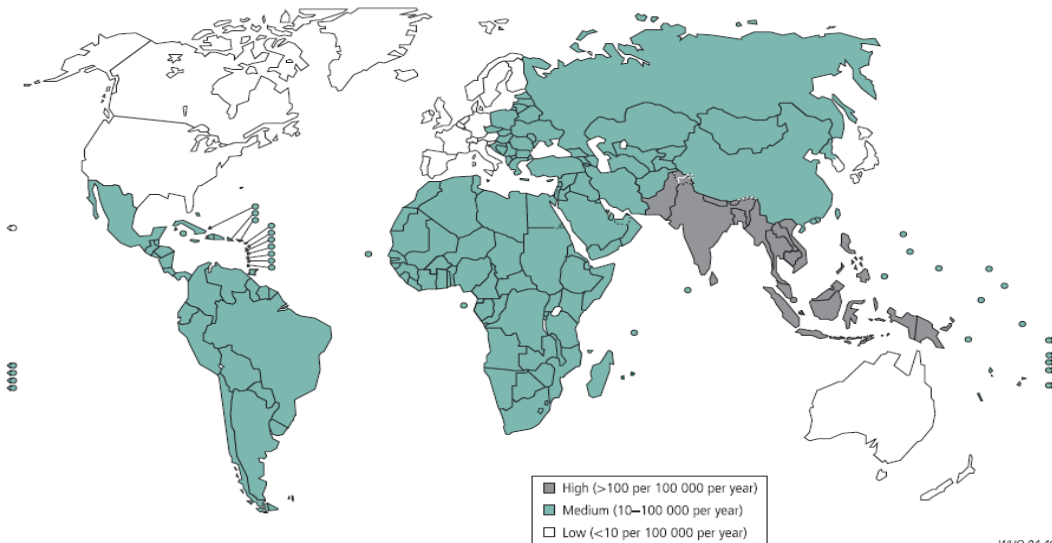 High (>100 per 100 000 per year)
Medium (10–100 000 per year)
Low (<10 per 100 000 per year)